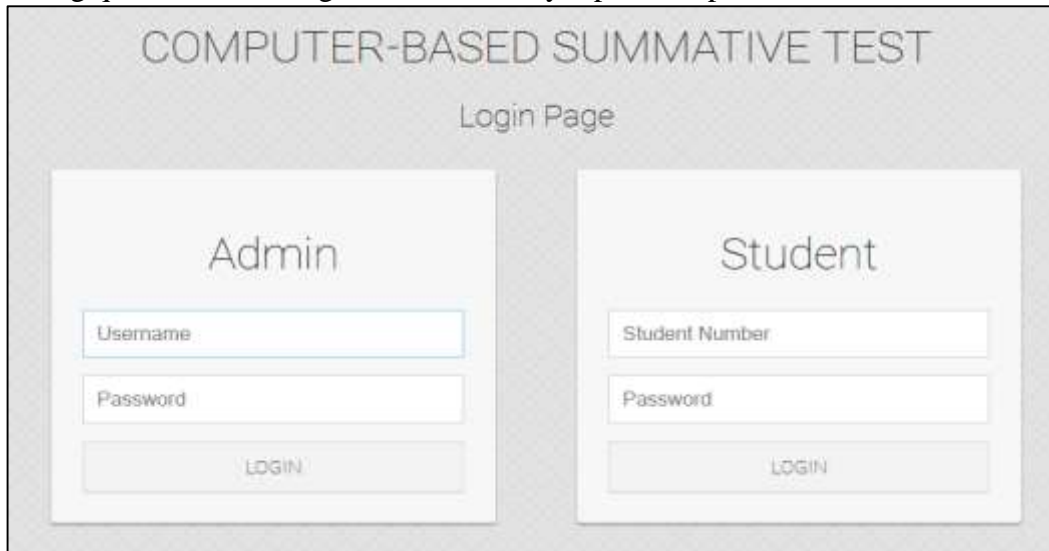 COMPUTER-BASED SUMMATIVE TEST
Login Page
Admin
Username
Password
LOGIN
Student
Student Number
Password
LOGIN